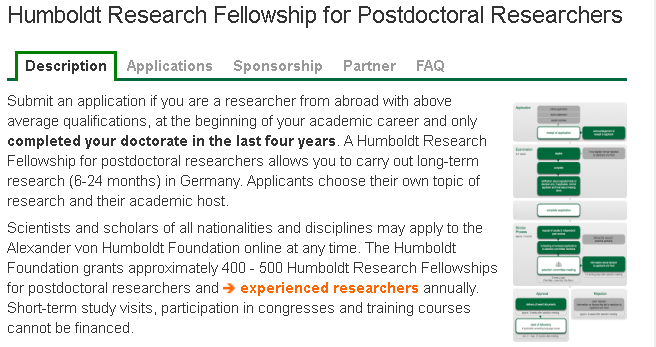 Humboldt Research Fellowship for Postdoctoral Researchers
Description Applications Sponsorship Partner FAQ
Submit an application if you are a researcher from abroad with above
average qualifications, at the beginning of your academic career and only
completed your doctorate in the last four years. A Humboldt Research
Fellowship for postdoctoral researchers allows you to carry out long-term
research (6-24 months) in Germany. Applicants choose their own topic of
research and their academic host.
Scientists and scholars of all nationalities and disciplines may apply to the
Alexander von Humboldt Foundation online at any time. The Humboldt
Foundation grants approximately 400 - 500 Humboldt Research Fellowships
for postdoctoral researchers and ➔ experienced researchers annually.
Short-term study visits, participation in congresses and training courses
cannot be financed.
Application